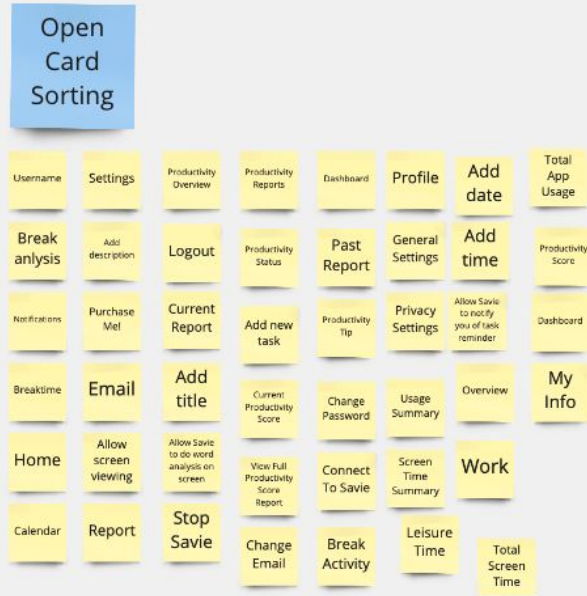 Open
Card
Sorting
Username
Settings
Productivity
Overview
Productivity
Reports
Dashboard
Profile
Add
date
Total
App
Usage
Break
anlysis
Add
description
Logout
Productivity
Status
Past
Report
General
Settings
Add
time
Productivity
Score
Notifications
Purchase
Me!
Current
Report
Add new
task
Productivity
Tip
Privacy
Settings
Allow Savie
to notify
you of task
reminder
Dashboard
Breaktime
Email
Add
title
Current
Productivity
Score
Change
Password
Usage
Summary
Overview
My
Info
Home
Allow
screen
viewing
Allow Savie
to do word
analysis on
screen
View Full
Productivity
Score
Report
Connect
To Savie
Screen
Time
Summary
Work
Calendar
Report
Stop
Savie
Change
Email
Break
Activity
Leisure
Time
Total
Screen
Time